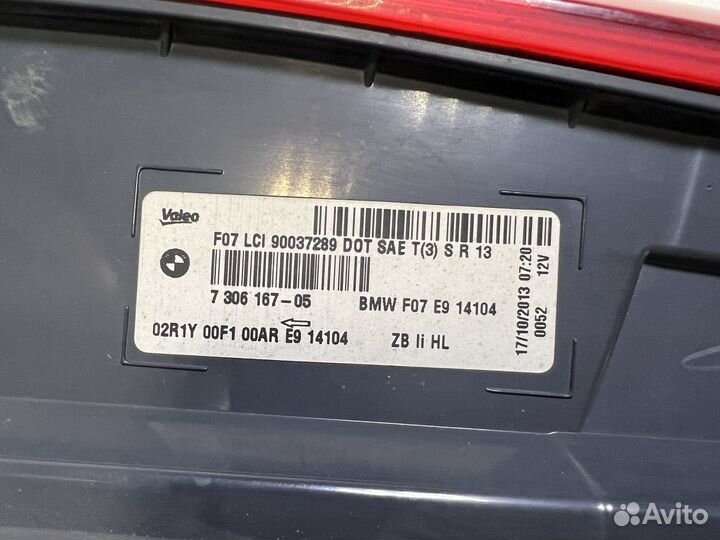 Valeo
F07 LCI 90037289 DOT SAE T(3) S R 13
7 306 167-05 BMW F07 E9 14104
02R1Y 00F1 00AR E9 14104 ZB li HL
17/10/2013 07:20
0052 12V
Avito